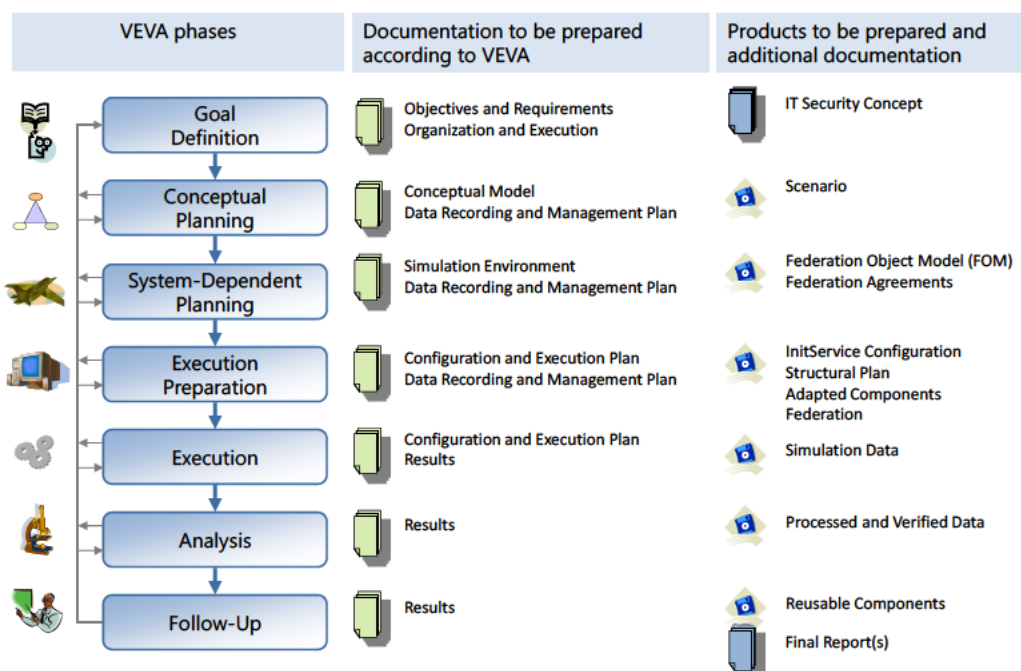 VEVA phases
Documentation to be prepared
according to VEVA
Products to be prepared and
additional documentation
Goal
Definition
Objectives and Requirements
Organization and Execution
IT Security Concept
Conceptual
Planning
Conceptual Model
Data Recording and Management Plan
Scenario
System-Dependent
Planning
Simulation Environment
Data Recording and Management Plan
Federation Object Model (FOM)
Federation Agreements
Execution
Preparation
Configuration and Execution Plan
Data Recording and Management Plan
InitService Configuration
Structural Plan
Adapted Components
Federation
Execution
Configuration and Execution Plan
Results
Simulation Data
Analysis
Results
Processed and Verified Data
Follow-Up
Results
Reusable Components
Final Report(s)